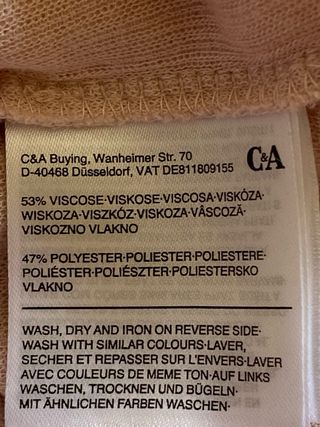 C&A Buying, Wanheimer Str. 70
D-40468 Düsseldorf, VAT DE811809155
C&A
53% VISCOSE·VISKOSE·VISCOSA·VISKÓZA·
WISKOZA·VISZKÓZ·VISKOZA·VÂSCOZĂ·
VISKOZNO VLAKNO
47% POLYESTER·POLIESTER·POLIESTERE·
POLIÉSTER·POLIÉSZTER·POLIESTERSKO
VLAKNO
WASH, DRY AND IRON ON REVERSE SIDE·
WASH WITH SIMILAR COLOURS·LAVER,
SECHER ET REPASSER SUR L'ENVERS·LAVER
AVEC COULEURS DE MEME TON·AUF LINKS
WASCHEN, TROCKNEN UND BÜGELN·
MIT ÄHNLICHEN FARBEN WASCHEN·